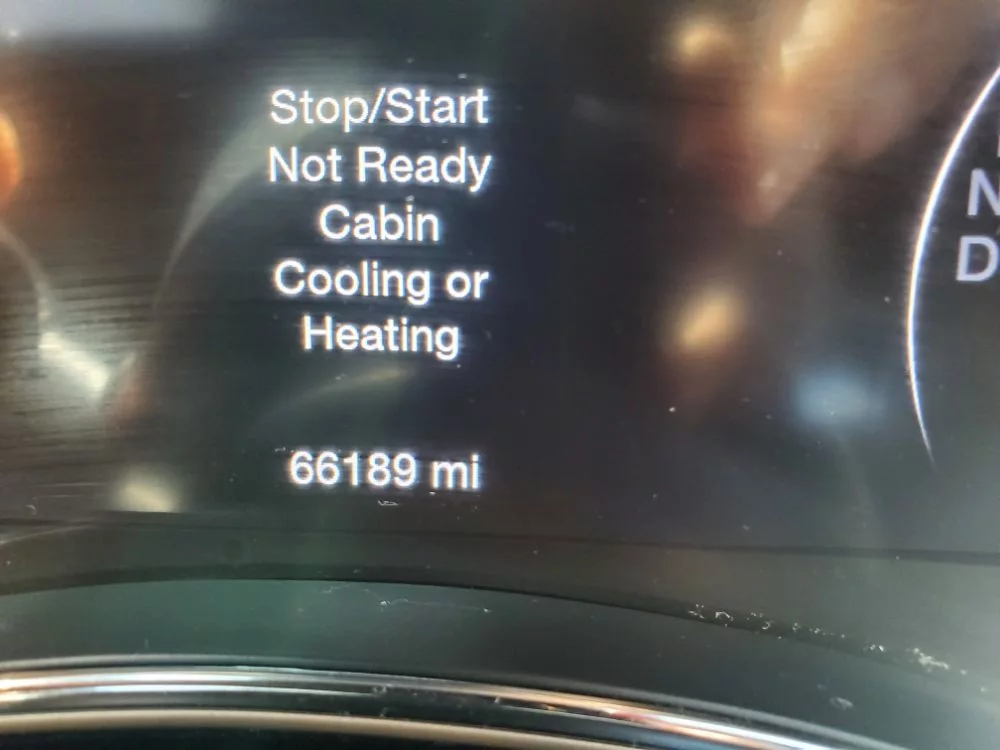 Stop/Start
Not Ready
Cabin
Cooling or
Heating
66189 mi
N
D